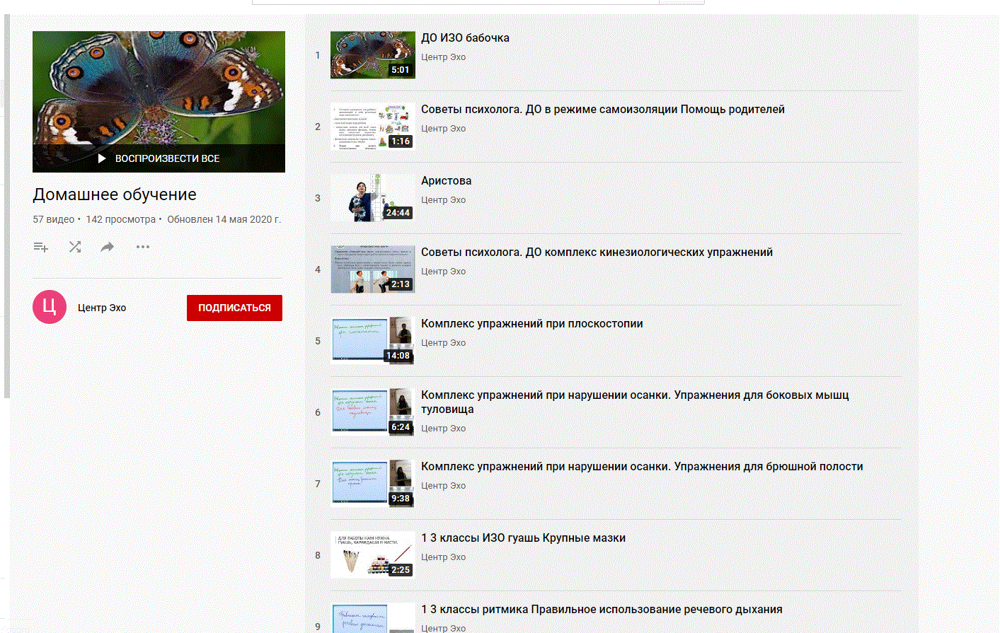 ВОСПРОИЗВЕСТИ ВСЕ
Домашнее обучение
57 видео • 142 просмотра • Обновлен 14 мая 2020 г.
Ц
Центр Эхо
ПОДПИСАТЬСЯ
1
5:01
ДО ИЗО бабочка
Центр Эхо
2
1:16
Советы психолога. ДО в режиме самоизоляции Помощь родителей
Центр Эхо
3
24:44
Аристова
Центр Эхо
4
2:13
Советы психолога. ДО комплекс кинезиологических упражнений
Центр Эхо
5
14:08
Комплекс упражнений при плоскостопии
Центр Эхо
6
6:24
Комплекс упражнений при нарушении осанки. Упражнения для боковых мышц
туловища
Центр Эхо
7
9:38
Комплекс упражнений при нарушении осанки. Упражнения для брюшной полости
Центр Эхо
8
ДЛЯ РАБОТЫ НАМ НУЖНА
ГУАШЬ, КАРАНДАШИ И КИСТИ.
2:25
1 3 классы ИЗО гуашь Крупные мазки
Центр Эхо
9
1 3 классы ритмика Правильное использование речевого дыхания
Центр Эхо